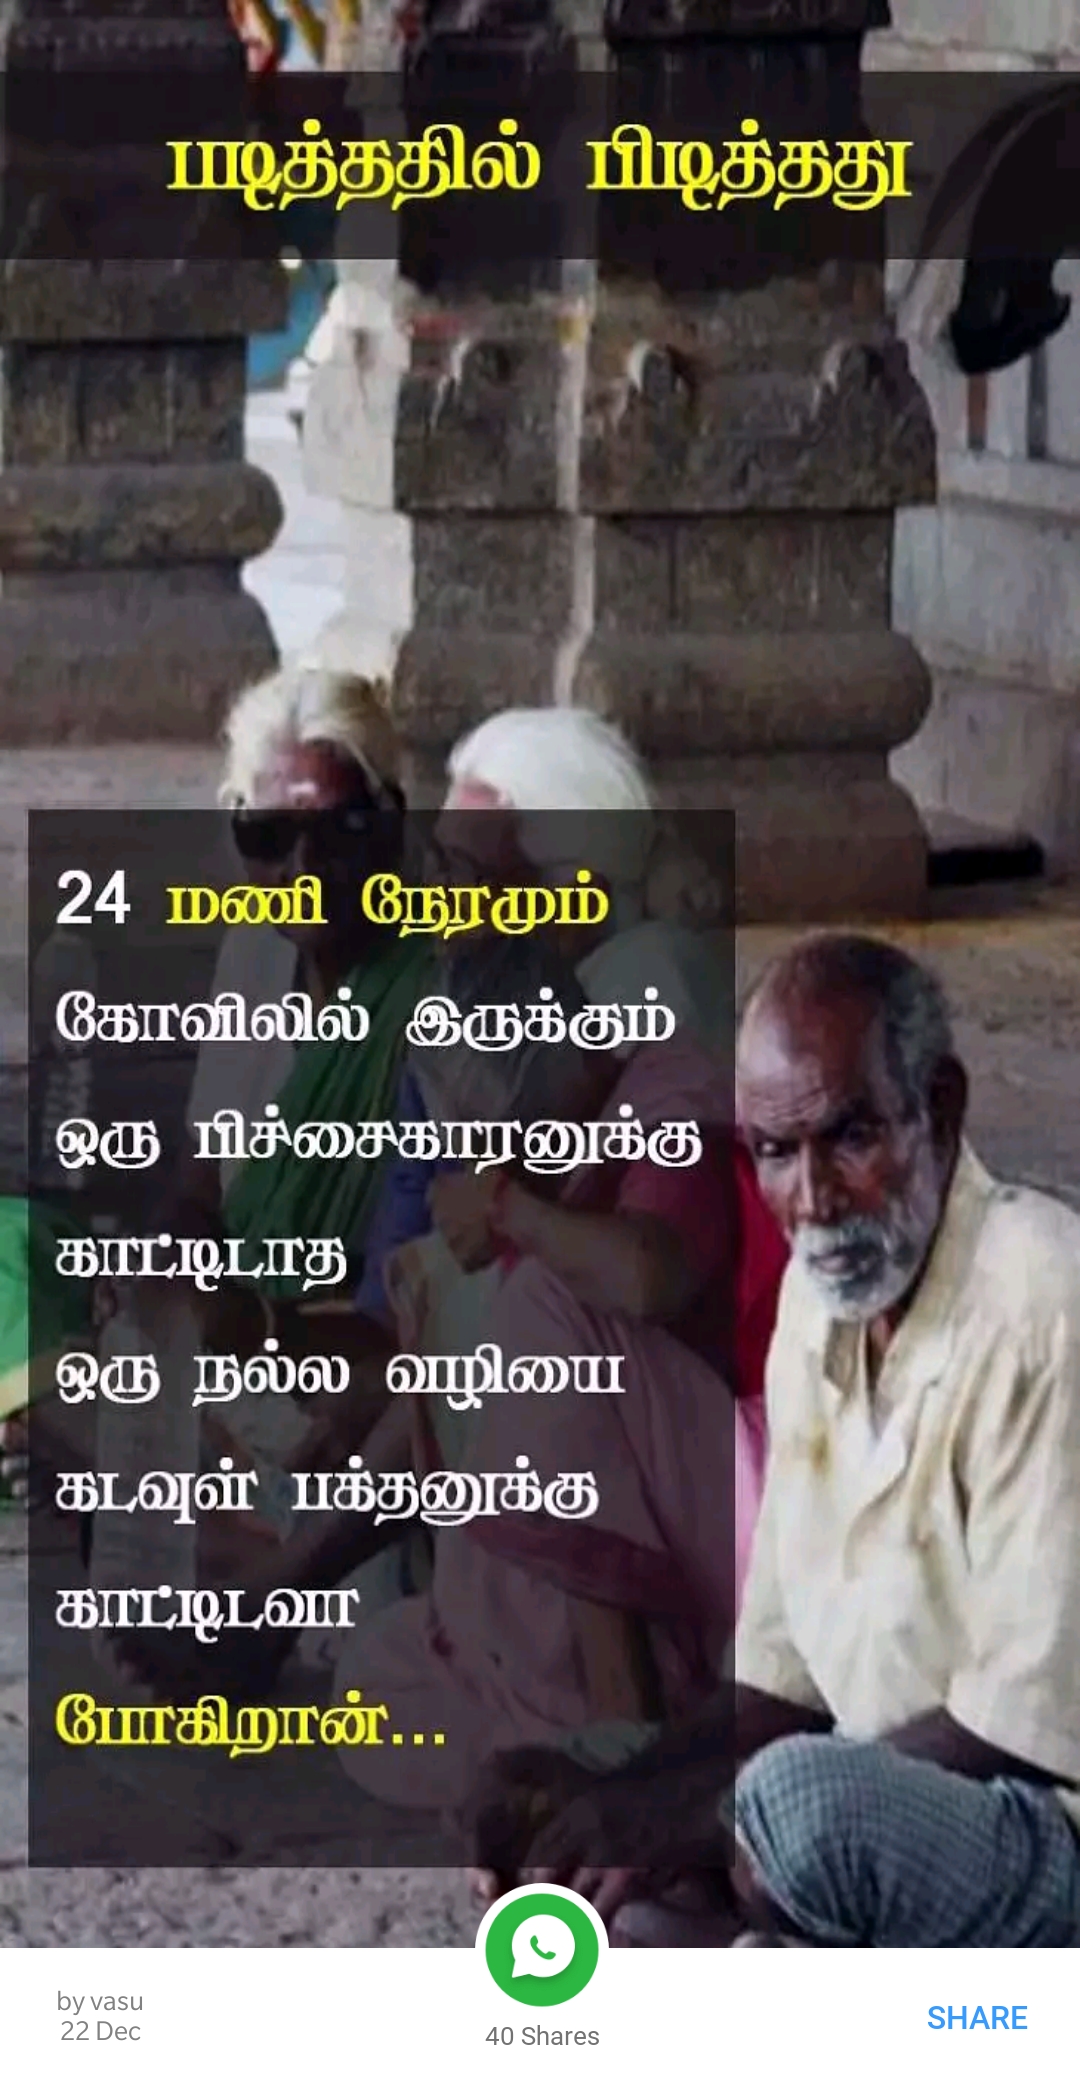 படித்ததில் பிடித்தது
24 மணி நேரமும்
கோவிலில் இருக்கும்
ஒரு பிச்சைகாரனுக்கு
காட்டிடாத
ஒரு நல்ல வழியை
கடவுள் பக்தனுக்கு
காட்டிடவா
போகிறான்...
by vasu
22 Dec
40 Shares
SHARE